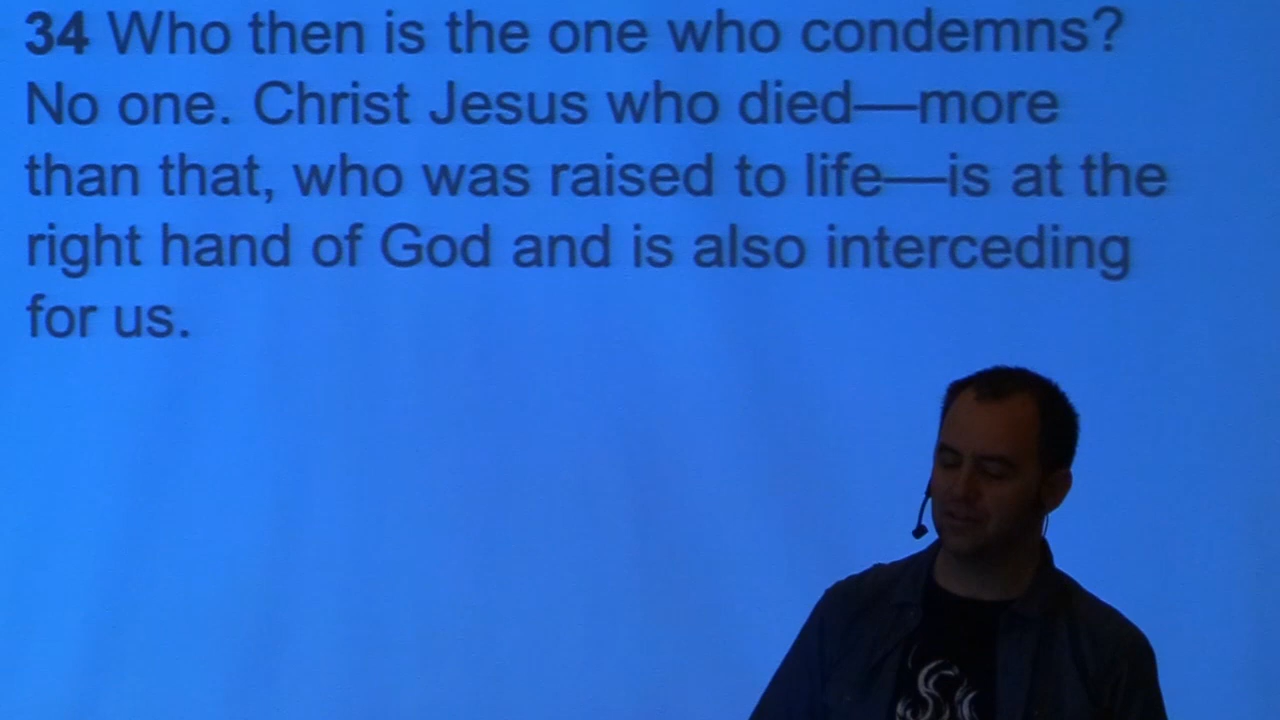 34 Who then is the one who condemns?
No one. Christ Jesus who died—more
than that, who was raised to life—is at the
right hand of God and is also interceding
for us.